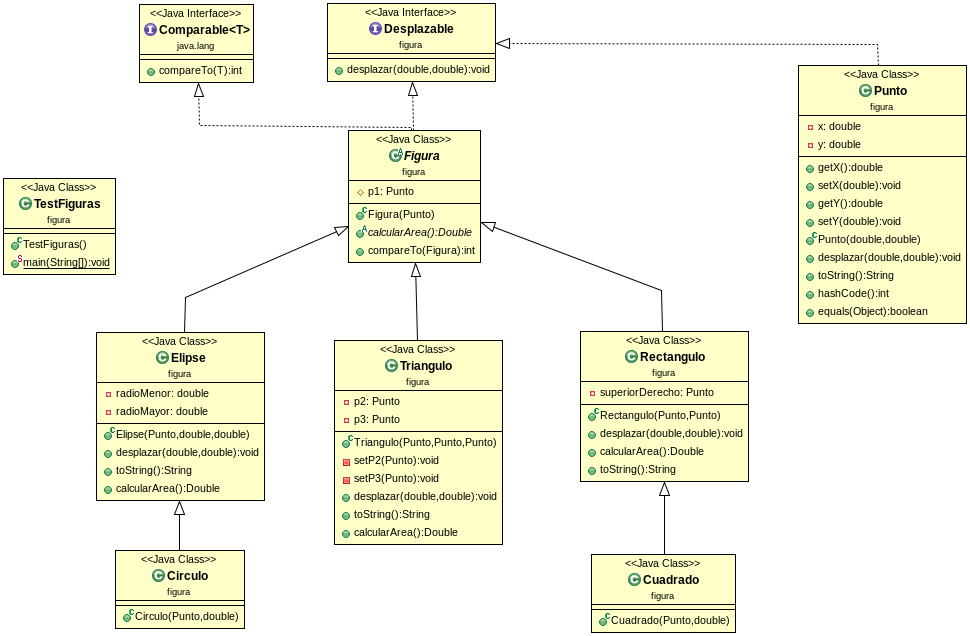 <<Java Interface>>
Comparable<T>
java.lang
compareTo(T):int
<<Java Interface>>
Desplazable
figura
desplazar(double,double):void
<<Java Class>>
Punto
figura
x: double
y: double
getX():double
setX(double):void
getY():double
setY(double):void
Punto(double,double)
desplazar(double,double):void
toString():String
hashCode():int
equals(Object):boolean
<<Java Class>>
Figura
figura
p1: Punto
Figura(Punto)
calcularArea():Double
compareTo(Figura):int
<<Java Class>>
TestFiguras
figura
TestFiguras()
main(String[]):void
<<Java Class>>
Elipse
figura
radioMenor: double
radioMayor: double
Elipse(Punto,double,double)
desplazar(double,double):void
toString():String
calcularArea():Double
<<Java Class>>
Triangulo
figura
p2: Punto
p3: Punto
Triangulo(Punto,Punto,Punto)
setP2(Punto):void
setP3(Punto):void
desplazar(double,double):void
toString():String
calcularArea():Double
<<Java Class>>
Rectangulo
figura
superiorDerecho: Punto
Rectangulo(Punto,Punto)
desplazar(double,double):void
calcularArea():Double
toString():String
<<Java Class>>
Circulo
figura
Circulo(Punto,double)
<<Java Class>>
Cuadrado
figura
Cuadrado(Punto,double)